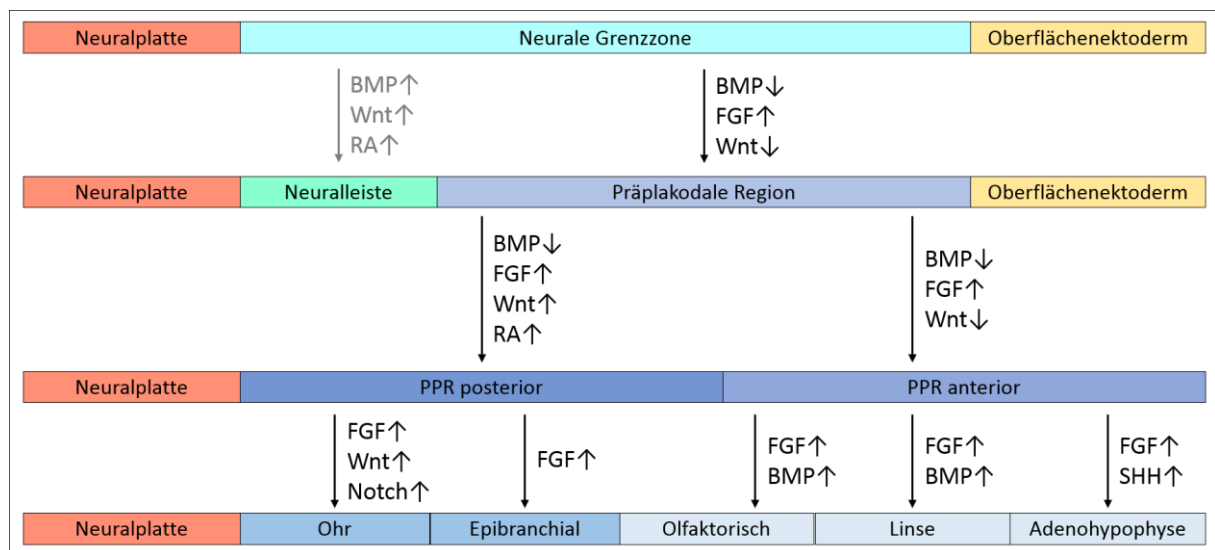 Neuralplatte Neurale Grenzzone Oberflächenektoderm
BMP↑ BMP↓
Wnt↑ FGF↑
RA↑ Wnt↓
Neuralplatte Neuralleiste Präplakodale Region Oberflächenektoderm
BMP↓ BMP↓
FGF↑ FGF↑
Wnt↑ Wnt↓
RA↑
Neuralplatte PPR posterior PPR anterior
FGF↑ FGF↑ FGF↑ FGF↑ FGF↑
Wnt↑ BMP↑ BMP↑ SHH↑
Notch↑
Neuralplatte Ohr Epibranchial Olfaktorisch Linse Adenohypophyse